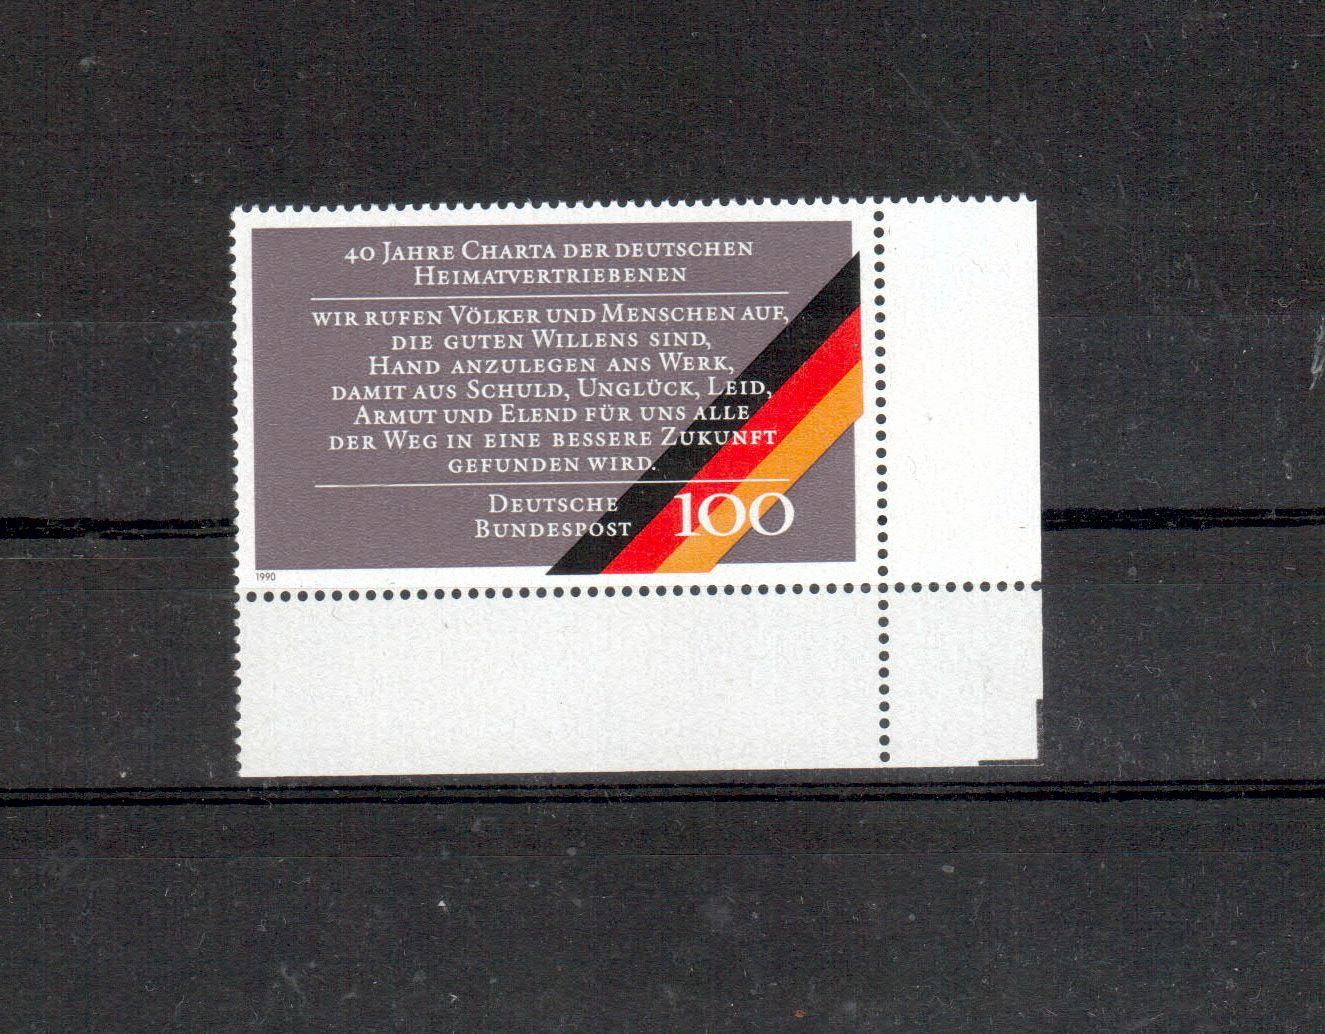 40 JAHRE CHARTA DER DEUTSCHEN
HEIMATVERTRIEBENEN
WIR RUFEN VÖLKER UND MENSCHEN AUF,
DIE GUTEN WILLENS SIND,
HAND ANZULEGEN ANS WERK,
DAMIT AUS SCHULD, UNGLÜCK, LEID,
ARMUT UND ELEND FÜR UNS ALLE
DER WEG IN EINE BESSERE ZUKUNFT
GEFUNDEN WIRD.
DEUTSCHE
BUNDESPOST 100
1990